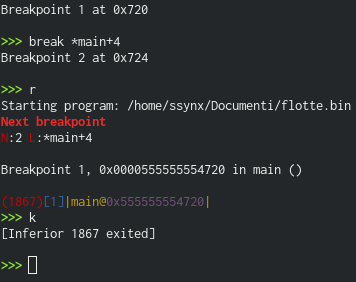 Breakpoint 1 at 0x720
>>> break *main+4
Breakpoint 2 at 0x724
>>> r
Starting program: /home/ssynx/Documenti/flotte.bin
Next breakpoint
N:2 L:*main+4
Breakpoint 1, 0x0000555555554720 in main ()
(1867)[1]|main@0x555555554720|
>>> k
[Inferior 1867 exited]
>>>